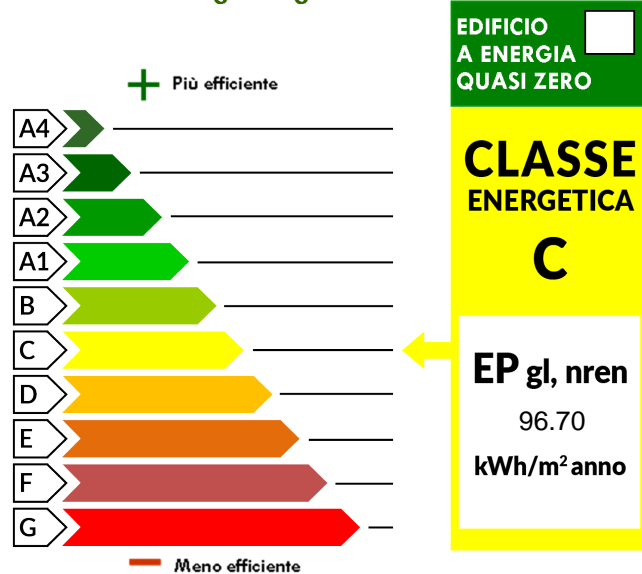 Più efficiente
A4
A3
A2
A1
B
C
D
E
F
G
Meno efficiente
EDIFICIO
A ENERGIA
QUASI ZERO
CLASSE
ENERGETICA
C
EP gl, nren
96.70
kWh/m² anno